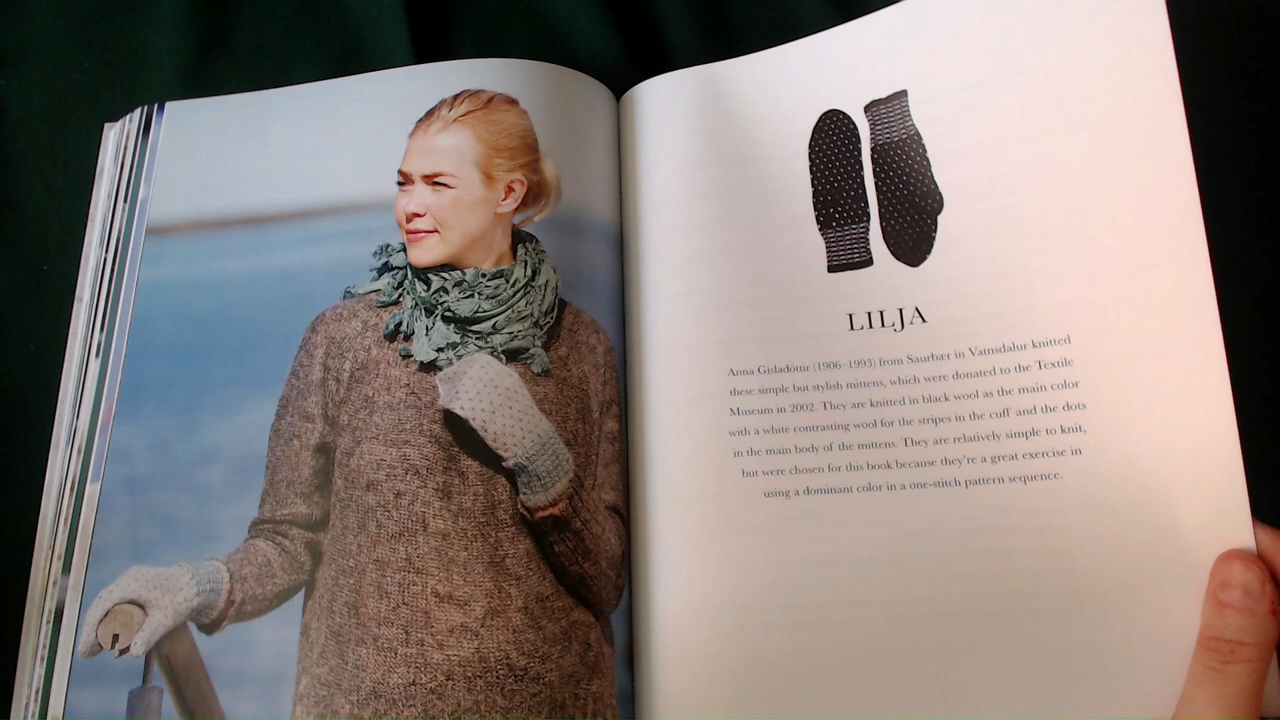 LILJA
Anna Gísladóttir (1906–1993) from Saurbær in Vatnsdalur knitted
these simple but stylish mittens, which were donated to the Textile
Museum in 2002. They are knitted in black wool as the main color
with a white contrasting wool for the stripes in the cuff and the dots
in the main body of the mittens. They are relatively simple to knit,
but were chosen for this book because they’re a great exercise in
using a dominant color in a one-stitch pattern sequence.